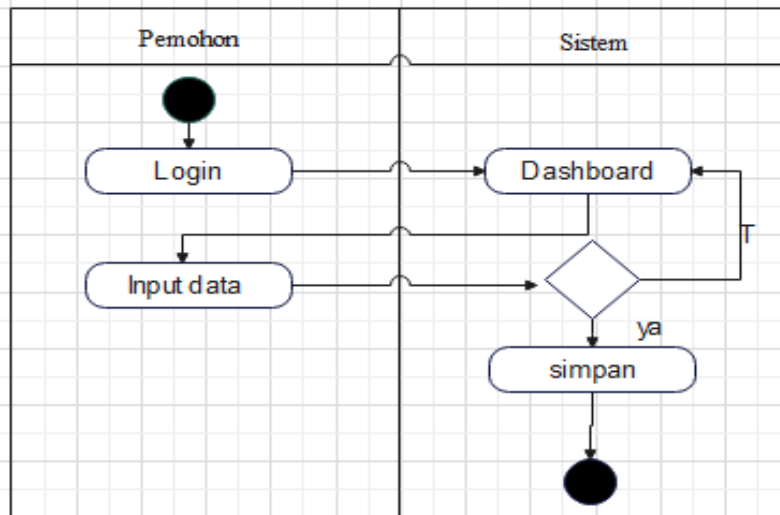 Pemohon
Sistem
Login
Dashboard
T
Input data
ya
simpan